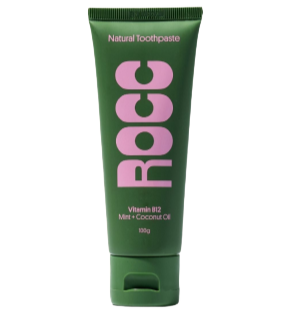 Natural Toothpaste
ROCC
Vitamin B12
Mint + Coconut Oil
100g